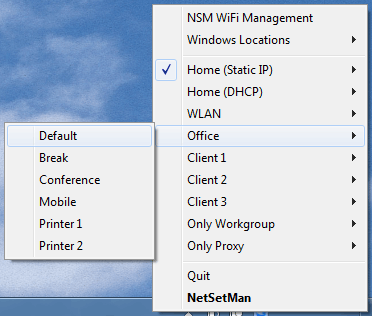 NSM WiFi Management
Windows Locations
Home (Static IP)
Home (DHCP)
WLAN
Office
Client 1
Client 2
Client 3
Only Workgroup
Only Proxy
Quit
NetSetMan
Default
Break
Conference
Mobile
Printer 1
Printer 2